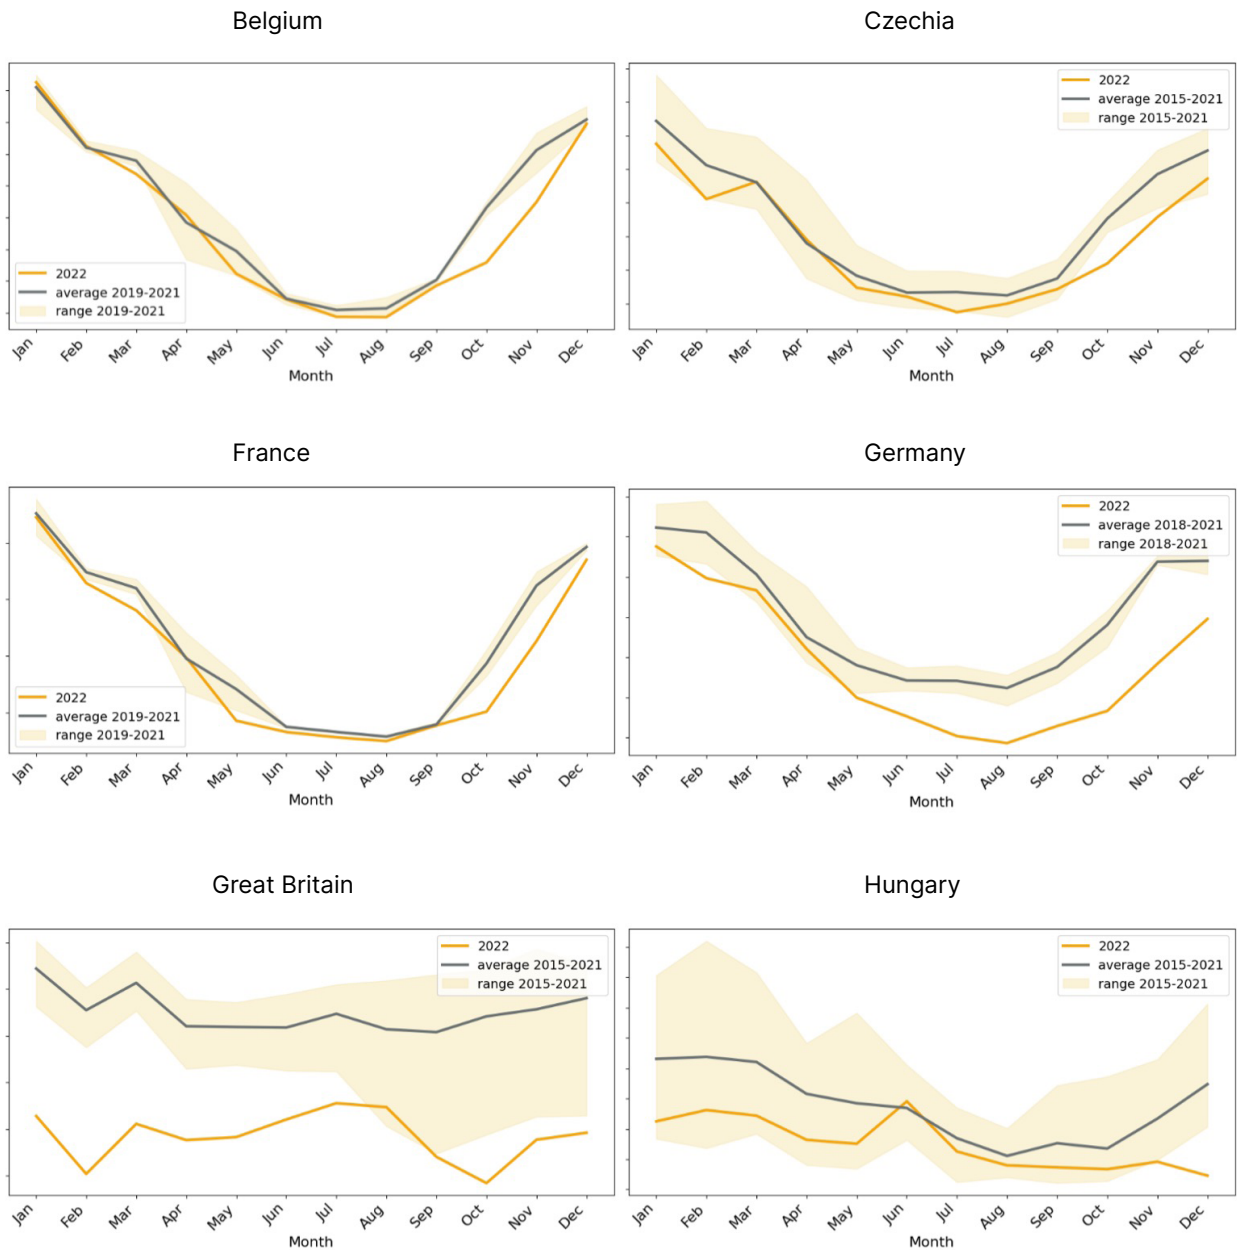 Belgium
2022
average 2019-2021
range 2019-2021
Jan Feb Mar Apr May Jun Jul Aug Sep Oct Nov Dec
Month
Czechia
2022
average 2015-2021
range 2015-2021
Jan Feb Mar Apr May Jun Jul Aug Sep Oct Nov Dec
Month
France
2022
average 2019-2021
range 2019-2021
Jan Feb Mar Apr May Jun Jul Aug Sep Oct Nov Dec
Month
Germany
2022
average 2018-2021
range 2018-2021
Jan Feb Mar Apr May Jun Jul Aug Sep Oct Nov Dec
Month
Great Britain
2022
average 2015-2021
range 2015-2021
Jan Feb Mar Apr May Jun Jul Aug Sep Oct Nov Dec
Month
Hungary
2022
average 2015-2021
range 2015-2021
Jan Feb Mar Apr May Jun Jul Aug Sep Oct Nov Dec
Month